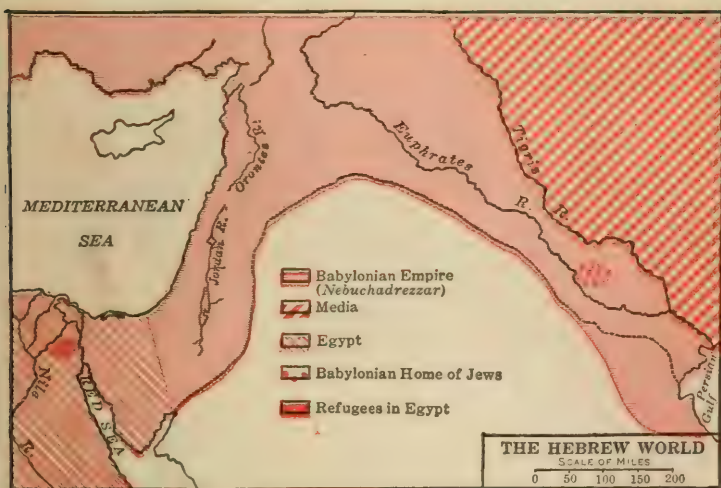 MEDITERRANEAN
SEA
Orontes
R.
Jordan R.
Euphrates
R.
Tigris
R.
Nile
R.
RED SEA
Persian
Gulf
Babylonian Empire
(Nebuchadrezzar)
Media
Egypt
Babylonian Home of Jews
Refugees in Egypt
THE HEBREW WORLD
SCALE OF MILES
0 50 100 150 200